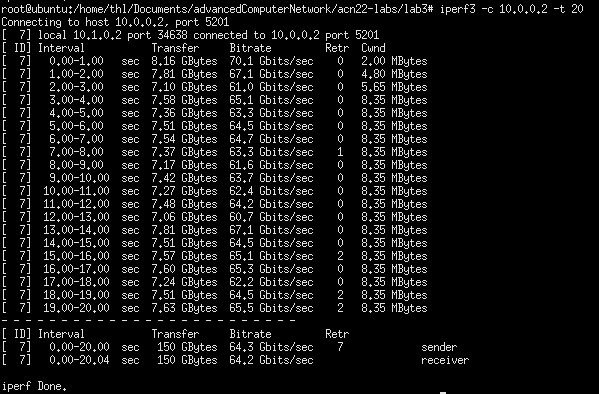 root@ubuntu:/home/thl/Documents/advancedComputerNetwork/acn22-labs/lab3# iperf3 -c 10.0.0.2 -t 20
Connecting to host 10.0.0.2, port 5201
[  7] local 10.1.0.2 port 34638 connected to 10.0.0.2 port 5201
[ ID] Interval           Transfer     Bitrate         Retr  Cwnd
[  7]   0.00-1.00   sec  8.16 GBytes  70.1 Gbits/sec    0   2.00 MBytes
[  7]   1.00-2.00   sec  7.81 GBytes  67.1 Gbits/sec    0   4.80 MBytes
[  7]   2.00-3.00   sec  7.10 GBytes  61.0 Gbits/sec    0   5.65 MBytes
[  7]   3.00-4.00   sec  7.58 GBytes  65.1 Gbits/sec    0   8.35 MBytes
[  7]   4.00-5.00   sec  7.36 GBytes  63.3 Gbits/sec    0   8.35 MBytes
[  7]   5.00-6.00   sec  7.51 GBytes  64.5 Gbits/sec    0   8.35 MBytes
[  7]   6.00-7.00   sec  7.54 GBytes  64.7 Gbits/sec    0   8.35 MBytes
[  7]   7.00-8.00   sec  7.37 GBytes  63.3 Gbits/sec    1   8.35 MBytes
[  7]   8.00-9.00   sec  7.17 GBytes  61.6 Gbits/sec    0   8.35 MBytes
[  7]   9.00-10.00  sec  7.42 GBytes  63.7 Gbits/sec    0   8.35 MBytes
[  7]  10.00-11.00  sec  7.27 GBytes  62.4 Gbits/sec    0   8.35 MBytes
[  7]  11.00-12.00  sec  7.48 GBytes  64.2 Gbits/sec    0   8.35 MBytes
[  7]  12.00-13.00  sec  7.06 GBytes  60.7 Gbits/sec    0   8.35 MBytes
[  7]  13.00-14.00  sec  7.81 GBytes  67.1 Gbits/sec    0   8.35 MBytes
[  7]  14.00-15.00  sec  7.51 GBytes  64.5 Gbits/sec    0   8.35 MBytes
[  7]  15.00-16.00  sec  7.57 GBytes  65.1 Gbits/sec    2   8.35 MBytes
[  7]  16.00-17.00  sec  7.60 GBytes  65.3 Gbits/sec    0   8.35 MBytes
[  7]  17.00-18.00  sec  7.24 GBytes  62.2 Gbits/sec    0   8.35 MBytes
[  7]  18.00-19.00  sec  7.51 GBytes  64.5 Gbits/sec    2   8.35 MBytes
[  7]  19.00-20.00  sec  7.63 GBytes  65.5 Gbits/sec    2   8.35 MBytes
- - - - - - - - - - - - - - - - - - - - - - - - -
[ ID] Interval           Transfer     Bitrate         Retr
[  7]   0.00-20.00  sec   150 GBytes  64.3 Gbits/sec    7             sender
[  7]   0.00-20.04  sec   150 GBytes  64.2 Gbits/sec                  receiver
iperf Done.